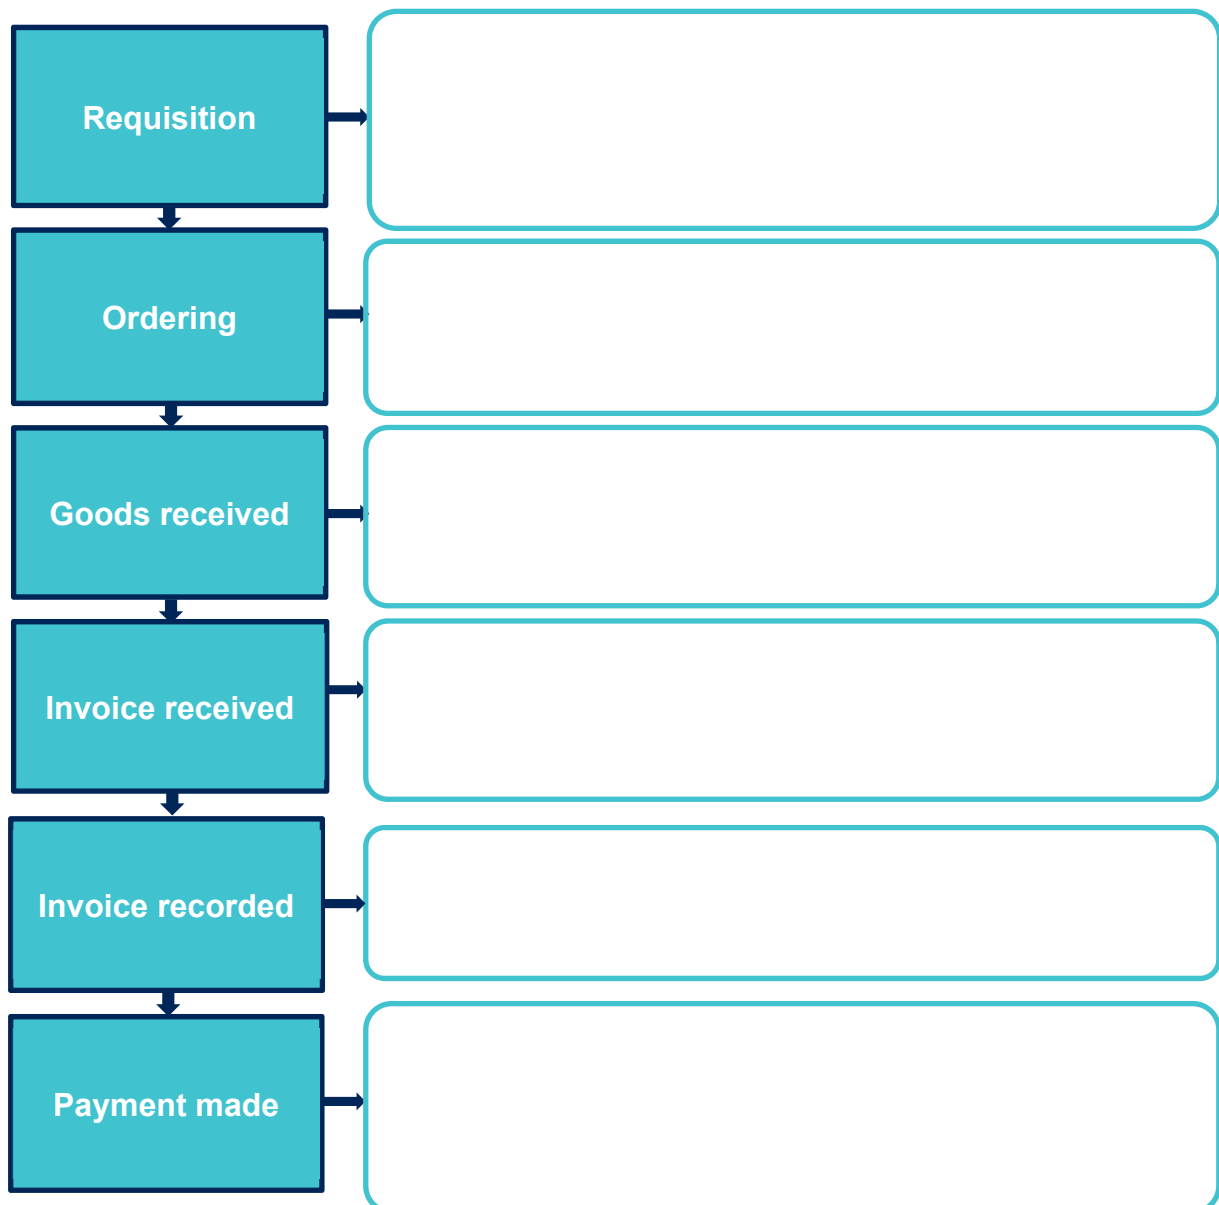 Requisition
Ordering
Goods received
Invoice received
Invoice recorded
Payment made